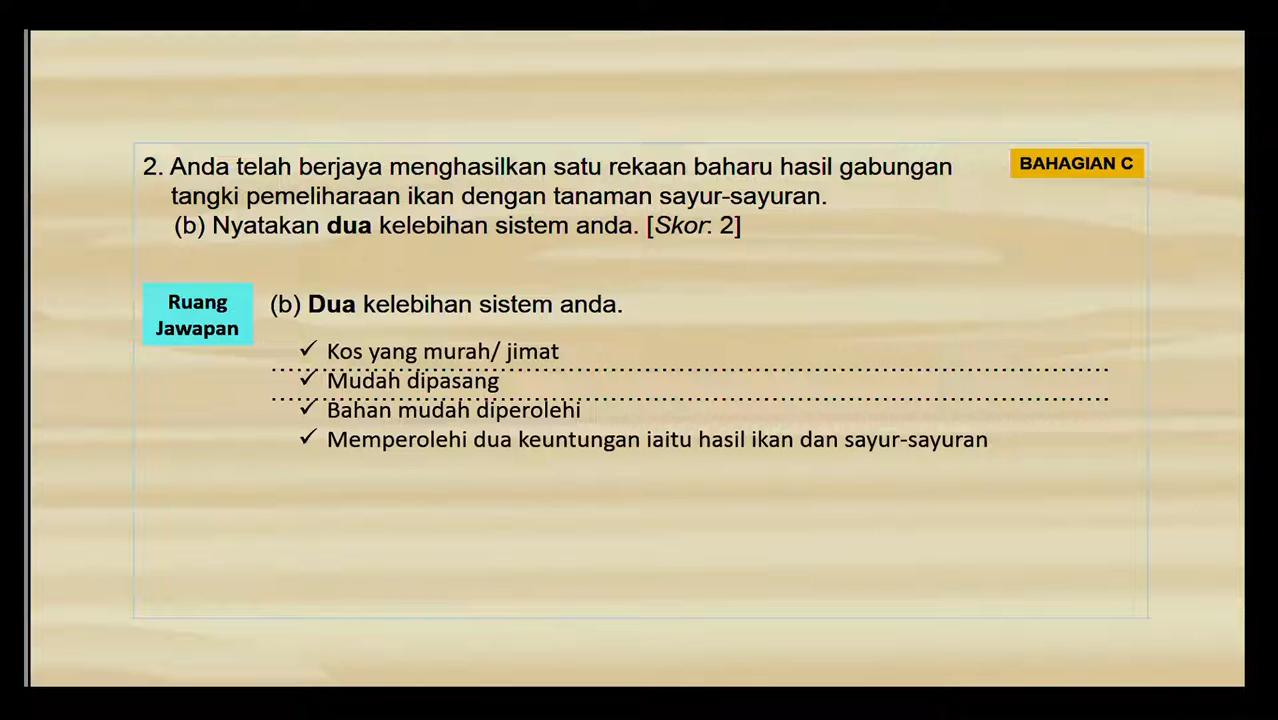 2. Anda telah berjaya menghasilkan satu rekaan baharu hasil gabungan
tangki pemeliharaan ikan dengan tanaman sayur-sayuran.
(b) Nyatakan dua kelebihan sistem anda. [Skor: 2]
BAHAGIAN C
Ruang
Jawapan
(b) Dua kelebihan sistem anda.
✓ Kos yang murah/ jimat
✓ Mudah dipasang
✓ Bahan mudah diperolehi
✓ Memperolehi dua keuntungan iaitu hasil ikan dan sayur-sayuran